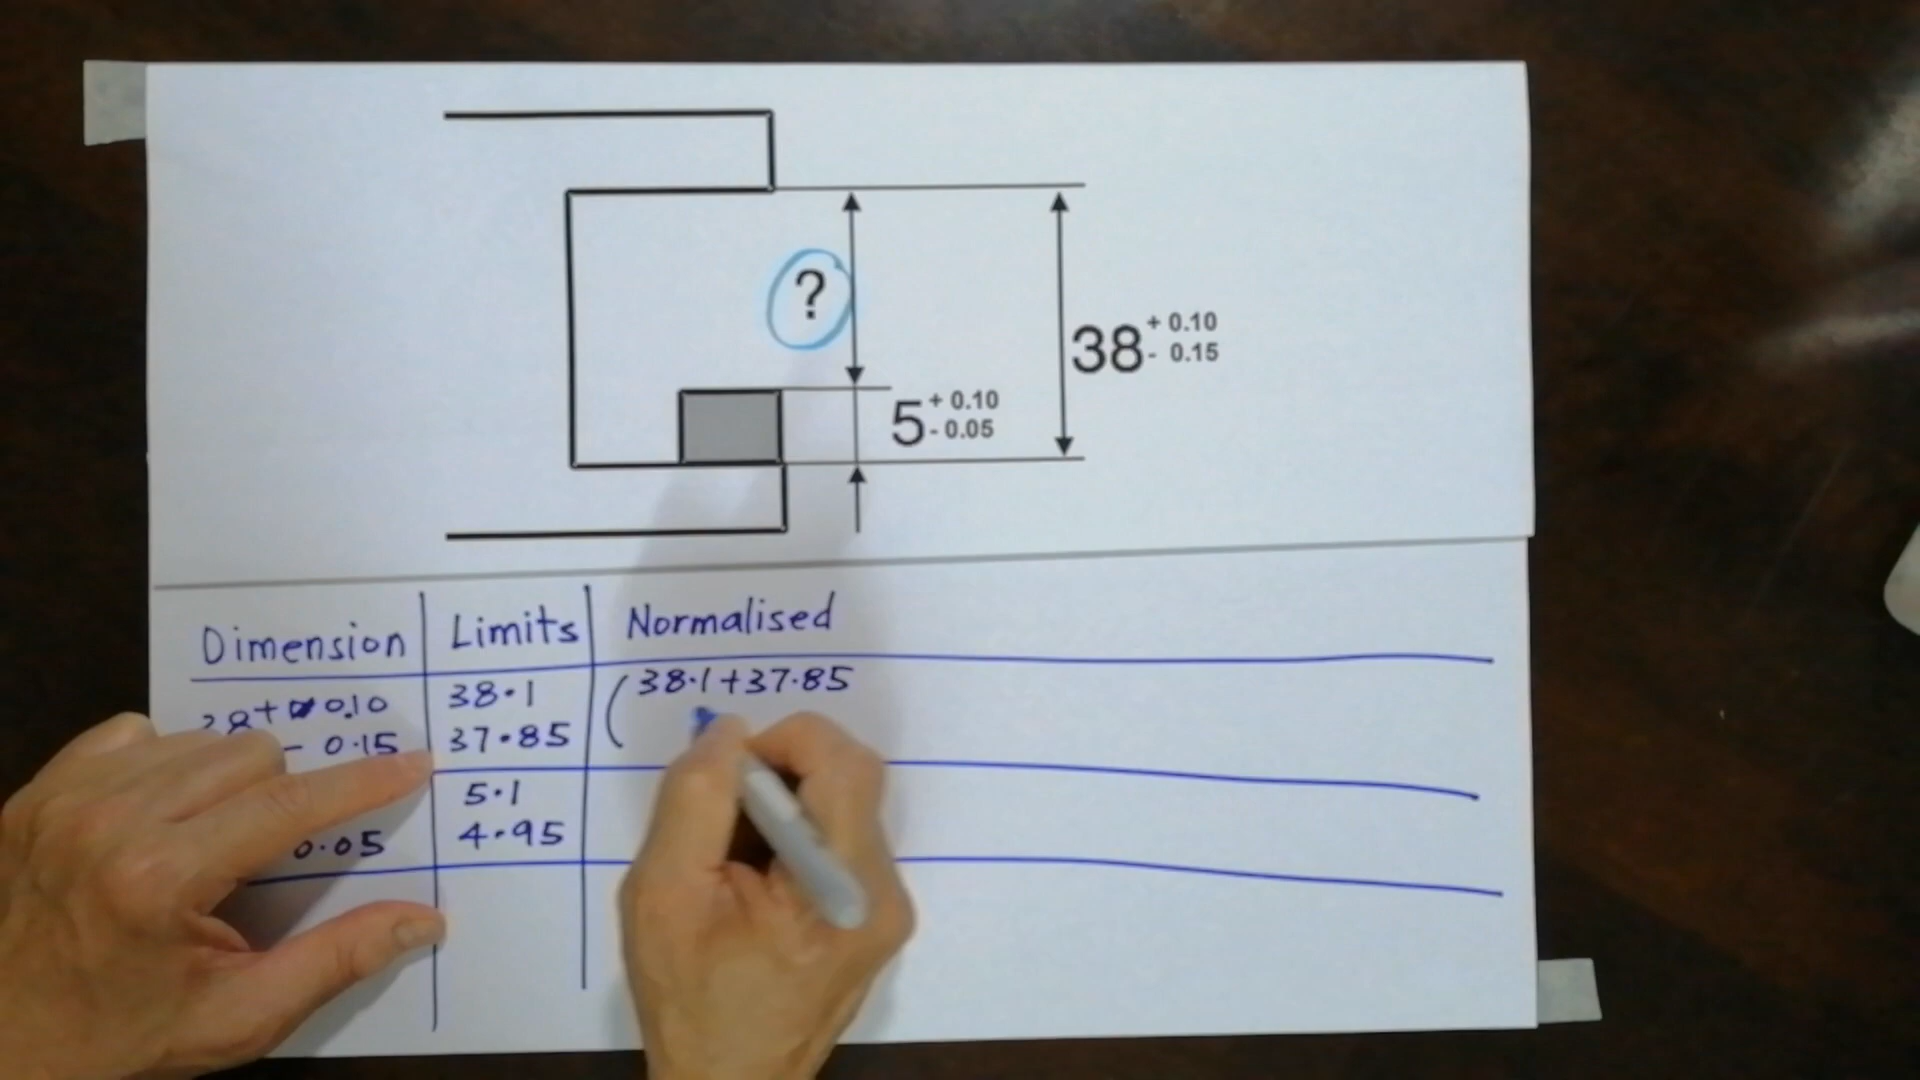 ?
38 + 0.10
- 0.15
5 + 0.10
- 0.05
Dimension Limits Normalised
38 + 0.10 38.1 (38.1+37.85
- 0.15 37.85
5.1
0.05 4.95